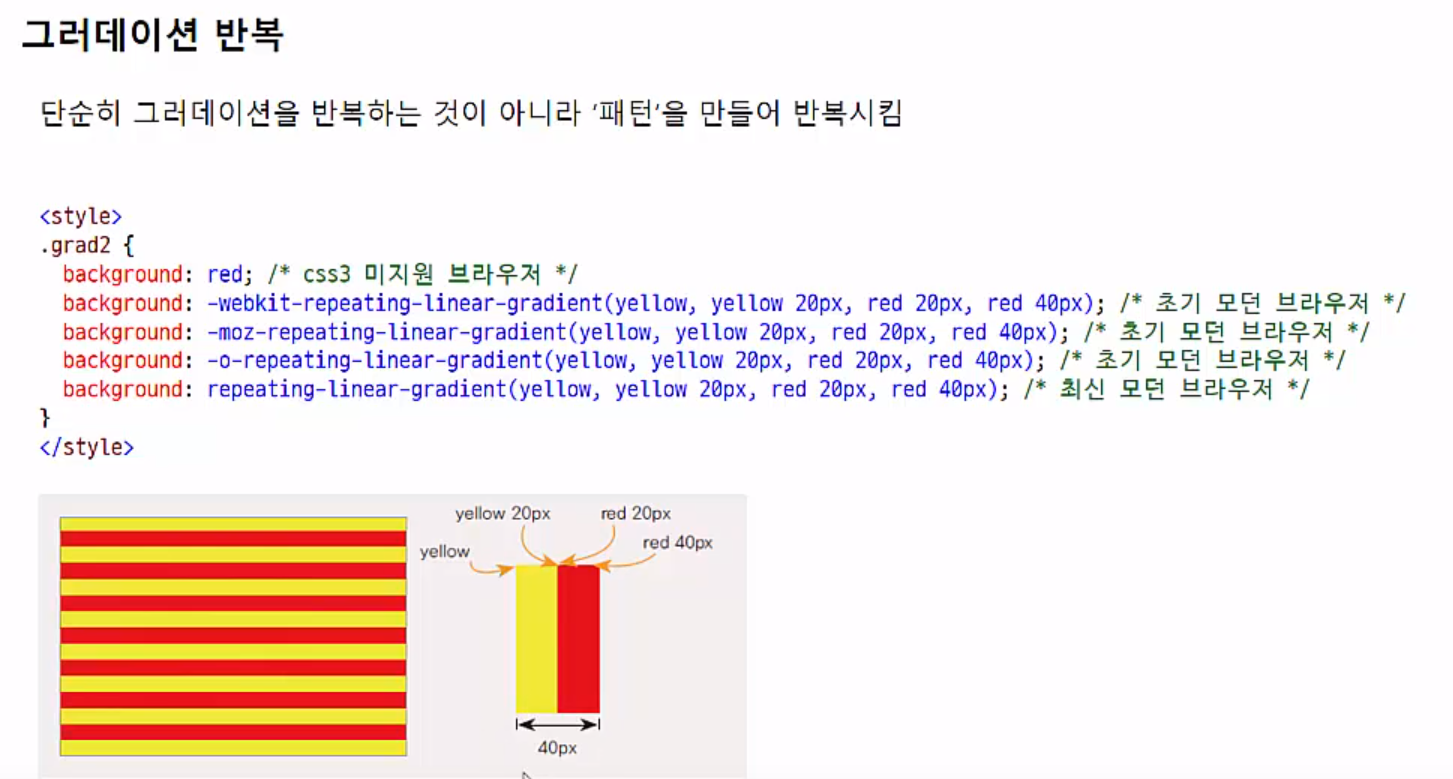 그러데이션 반복
단순히 그러데이션을 반복하는 것이 아니라 ‘패턘’을 만들어 반복시킴
<style>
.grad2 {
  background: red; /* css3 미지원 브라우저 */
  background: -webkit-repeating-linear-gradient(yellow, yellow 20px, red 20px, red 40px); /* 초기 모던 브라우저 */
  background: -moz-repeating-linear-gradient(yellow, yellow 20px, red 20px, red 40px); /* 초기 모던 브라우저 */
  background: -o-repeating-linear-gradient(yellow, yellow 20px, red 20px, red 40px); /* 초기 모던 브라우저 */
  background: repeating-linear-gradient(yellow, yellow 20px, red 20px, red 40px); /* 최신 모던 브라우저 */
}
</style>
yellow 20px
red 20px
yellow
red 40px
40px